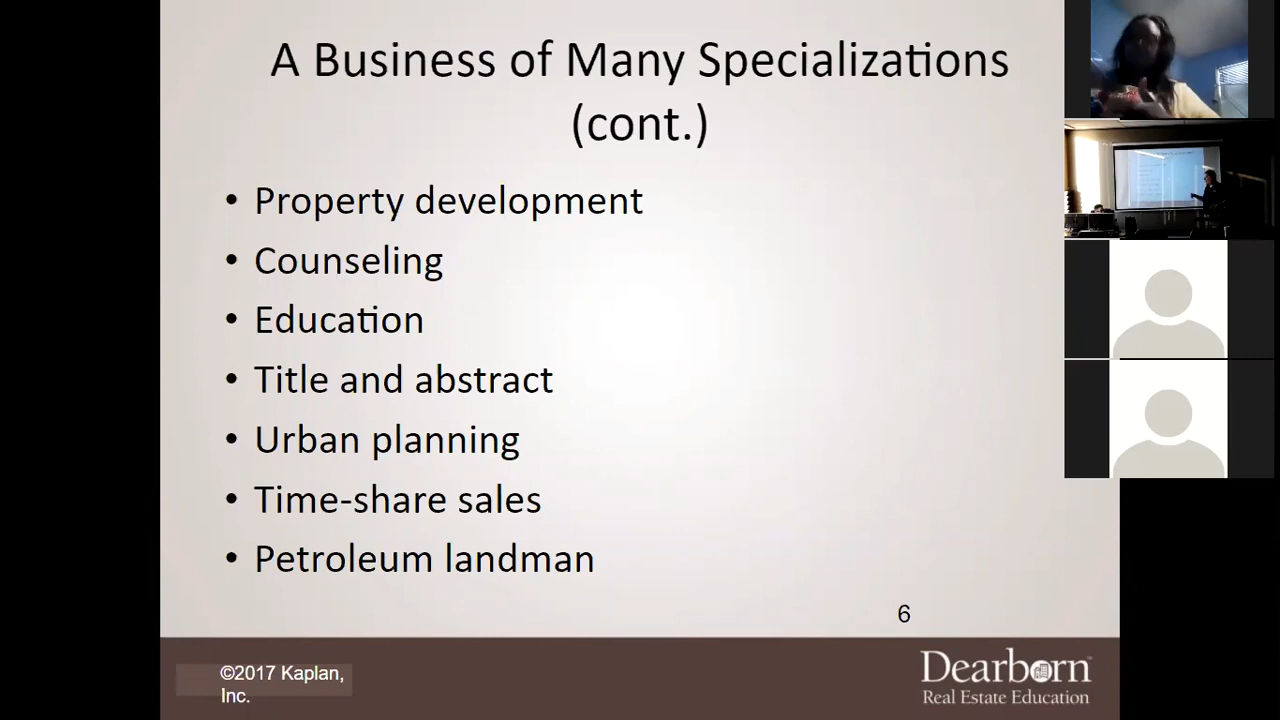 A Business of Many Specializations
(cont.)
• Property development
• Counseling
• Education
• Title and abstract
• Urban planning
• Time-share sales
• Petroleum landman
6
©2017 Kaplan,
Inc.
Dearborn™
Real Estate Education